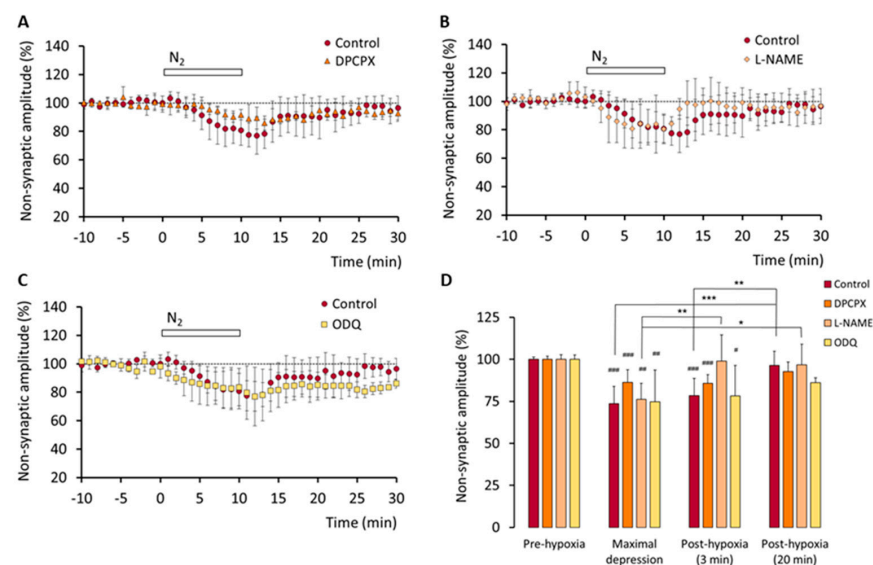 A
Non-synaptic amplitude (%)
140
120
100
80
60
40
20
N2
Control
DPCPX
-10 -5 0 5 10 15 20 25 30
Time (min)
B
Non-synaptic amplitude (%)
140
120
100
80
60
40
20
N2
Control
L-NAME
-10 -5 0 5 10 15 20 25 30
Time (min)
C
Non-synaptic amplitude (%)
140
120
100
80
60
40
20
N2
Control
ODQ
-10 -5 0 5 10 15 20 25 30
Time (min)
D
Non-synaptic amplitude (%)
125
100
75
50
25
0
Control
DPCPX
L-NAME
ODQ
**
***
**
*
### ### ## ##
### ### #
Pre-hypoxia
Maximal
depression
Post-hypoxia
(3 min)
Post-hypoxia
(20 min)